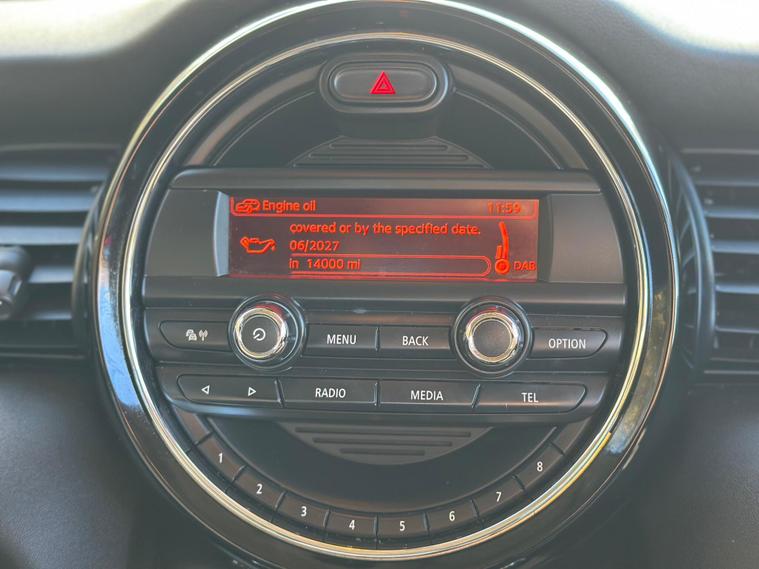 Engine oil 11:59
covered or by the specified date.
06/2027
in 14000 mi
DAB
MENU BACK OPTION
RADIO MEDIA TEL
1 2 3 4 5 6 7 8